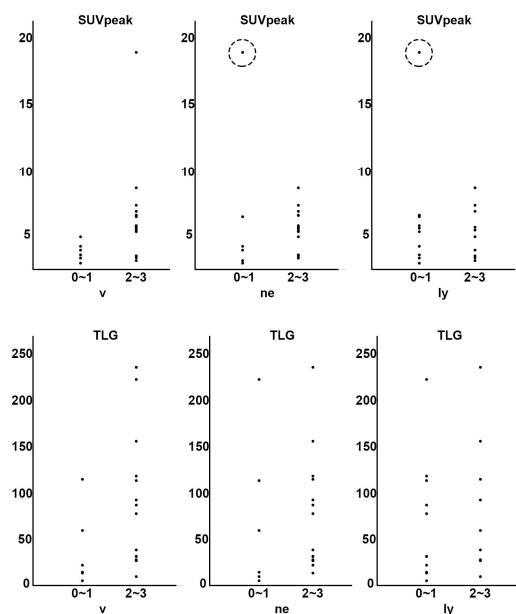 SUVpeak SUVpeak SUVpeak
20 20 20
15 15 15
10 10 10
5 5 5
0~1 2~3 0~1 2~3 0~1 2~3
v ne ly
TLG TLG TLG
250 250 250
200 200 200
150 150 150
100 100 100
50 50 50
0 0 0
0~1 2~3 0~1 2~3 0~1 2~3
v ne ly